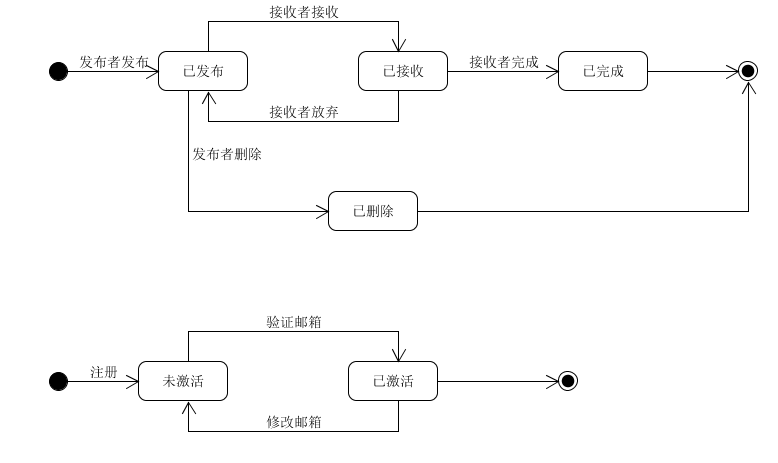 接收者接收
发布者发布
已发布
已接收
接收者完成
已完成
接收者放弃
发布者删除
已删除
验证邮箱
注册
未激活
已激活
修改邮箱